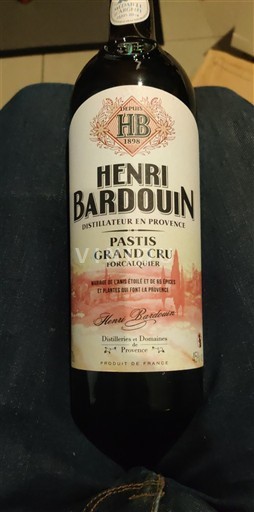 DEPUIS
HB
1898
HENRI
BARDOUIN
DISTILLATEUR EN PROVENCE
PASTIS
GRAND CRU
FORCALQUIER
MARIAGE DE L'ANIS ÉTOILÉ ET DE 65 ÉPICES
ET PLANTES QUI FONT LA PROVENCE
Henri Bardouin
Distilleries et Domaines
de
Provence
PRODUIT DE FRANCE